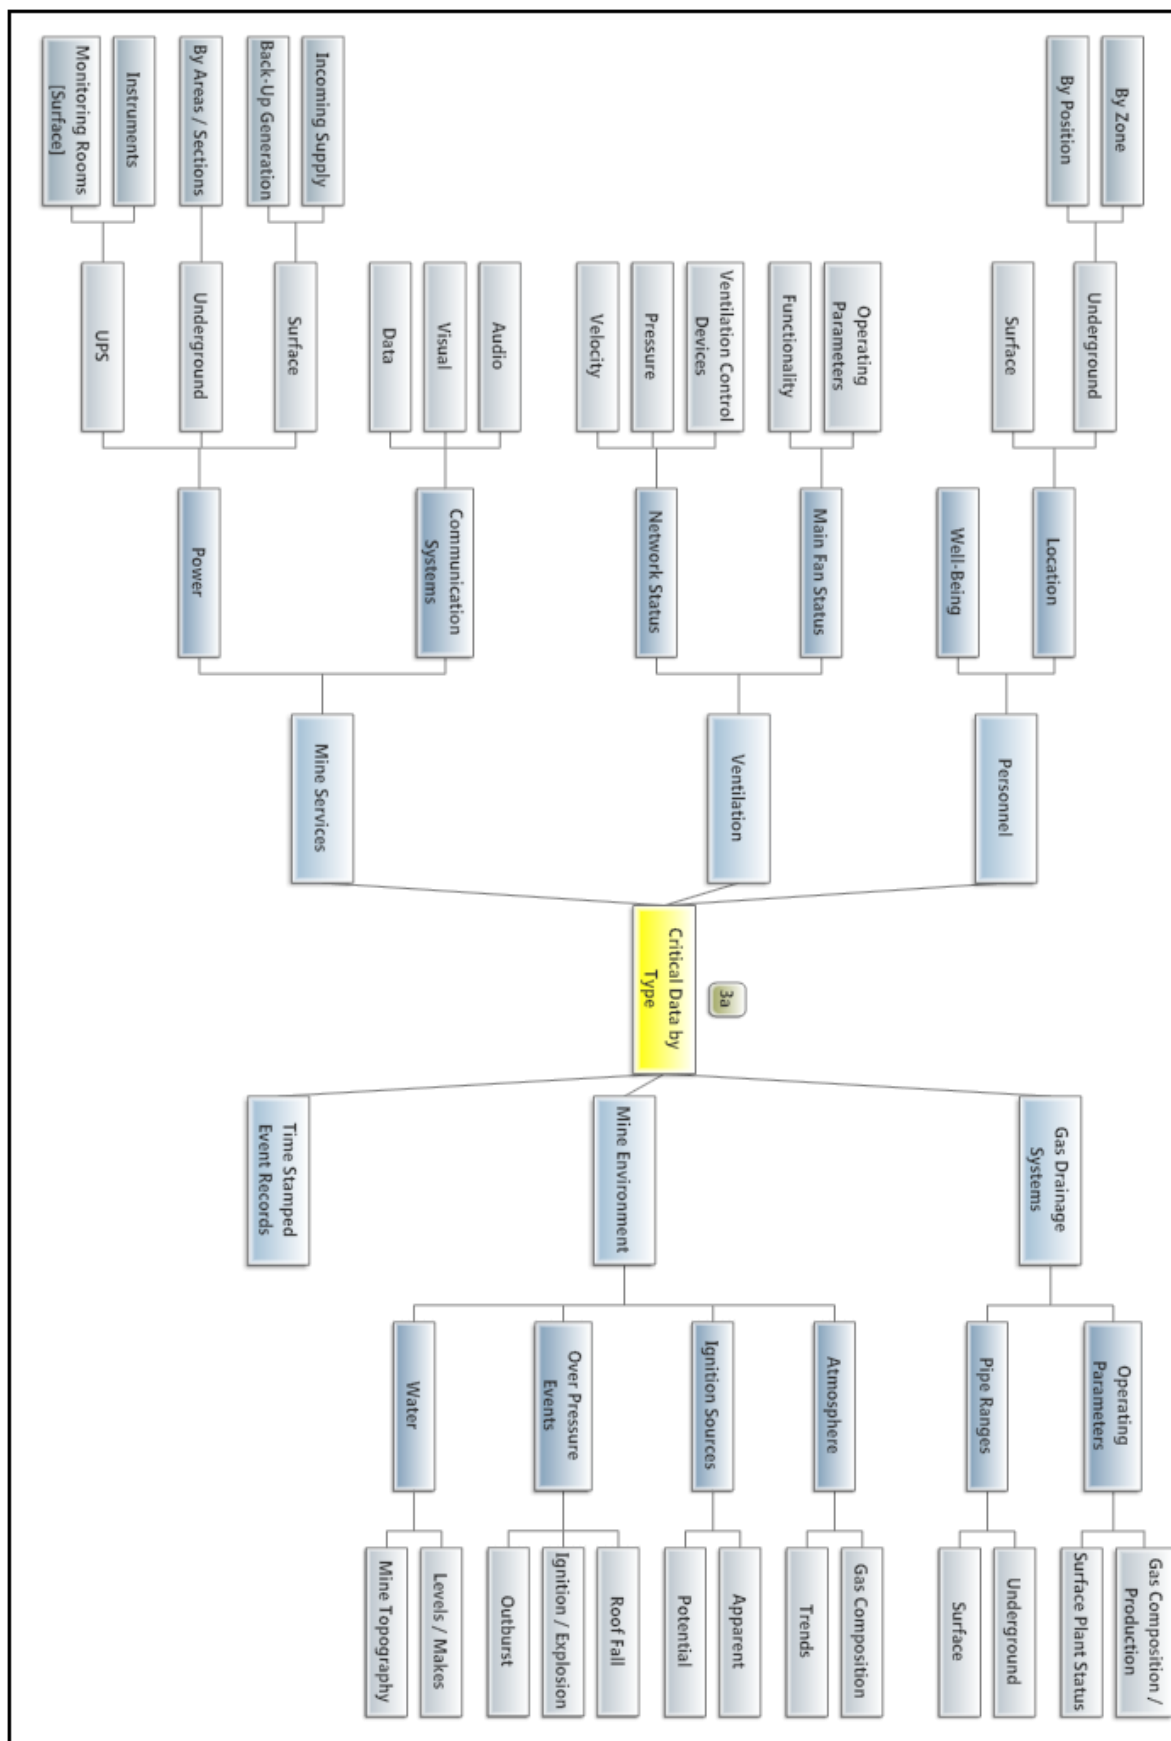 By Zone
By Position
Incoming Supply
Back-Up Generation
By Areas / Sections
Instruments
Monitoring Rooms
[Surface]
Underground
Surface
Operating
Parameters
Functionality
Ventilation Control
Devices
Pressure
Velocity
Audio
Visual
Data
Surface
Underground
UPS
Location
Well-Being
Main Fan Status
Network Status
Communication
Systems
Power
Personnel
Ventilation
Mine Services
3a
Critical Data by
Type
Gas Drainage
Systems
Mine Environment
Time Stamped
Event Records
Operating
Parameters
Pipe Ranges
Atmosphere
Ignition Sources
Over Pressure
Events
Water
Gas Composition /
Production
Surface Plant Status
Underground
Surface
Gas Composition
Trends
Apparent
Potential
Roof Fall
Ignition / Explosion
Outburst
Levels / Makes
Mine Topography